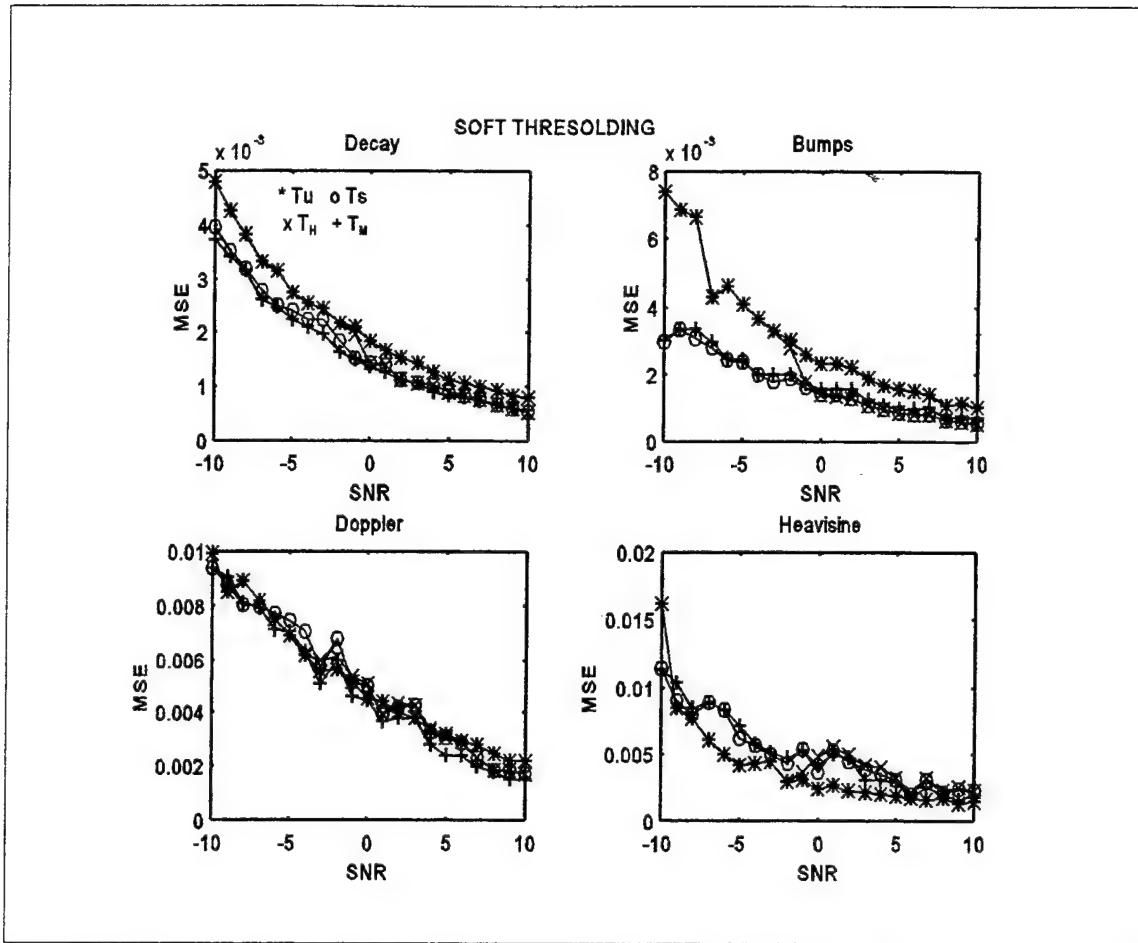 SOFT THRESOLDING
Decay
x 10⁻³
5
4
3
2
1
0
MSE
* Tu o Ts
x T_H + T_M
-10 -5 0 5 10
SNR
Bumps
x 10⁻³
8
6
4
2
0
MSE
-10 -5 0 5 10
SNR
Doppler
0.01
0.008
0.006
0.004
0.002
0
MSE
-10 -5 0 5 10
SNR
Heavisine
0.02
0.015
0.01
0.005
0
MSE
-10 -5 0 5 10
SNR